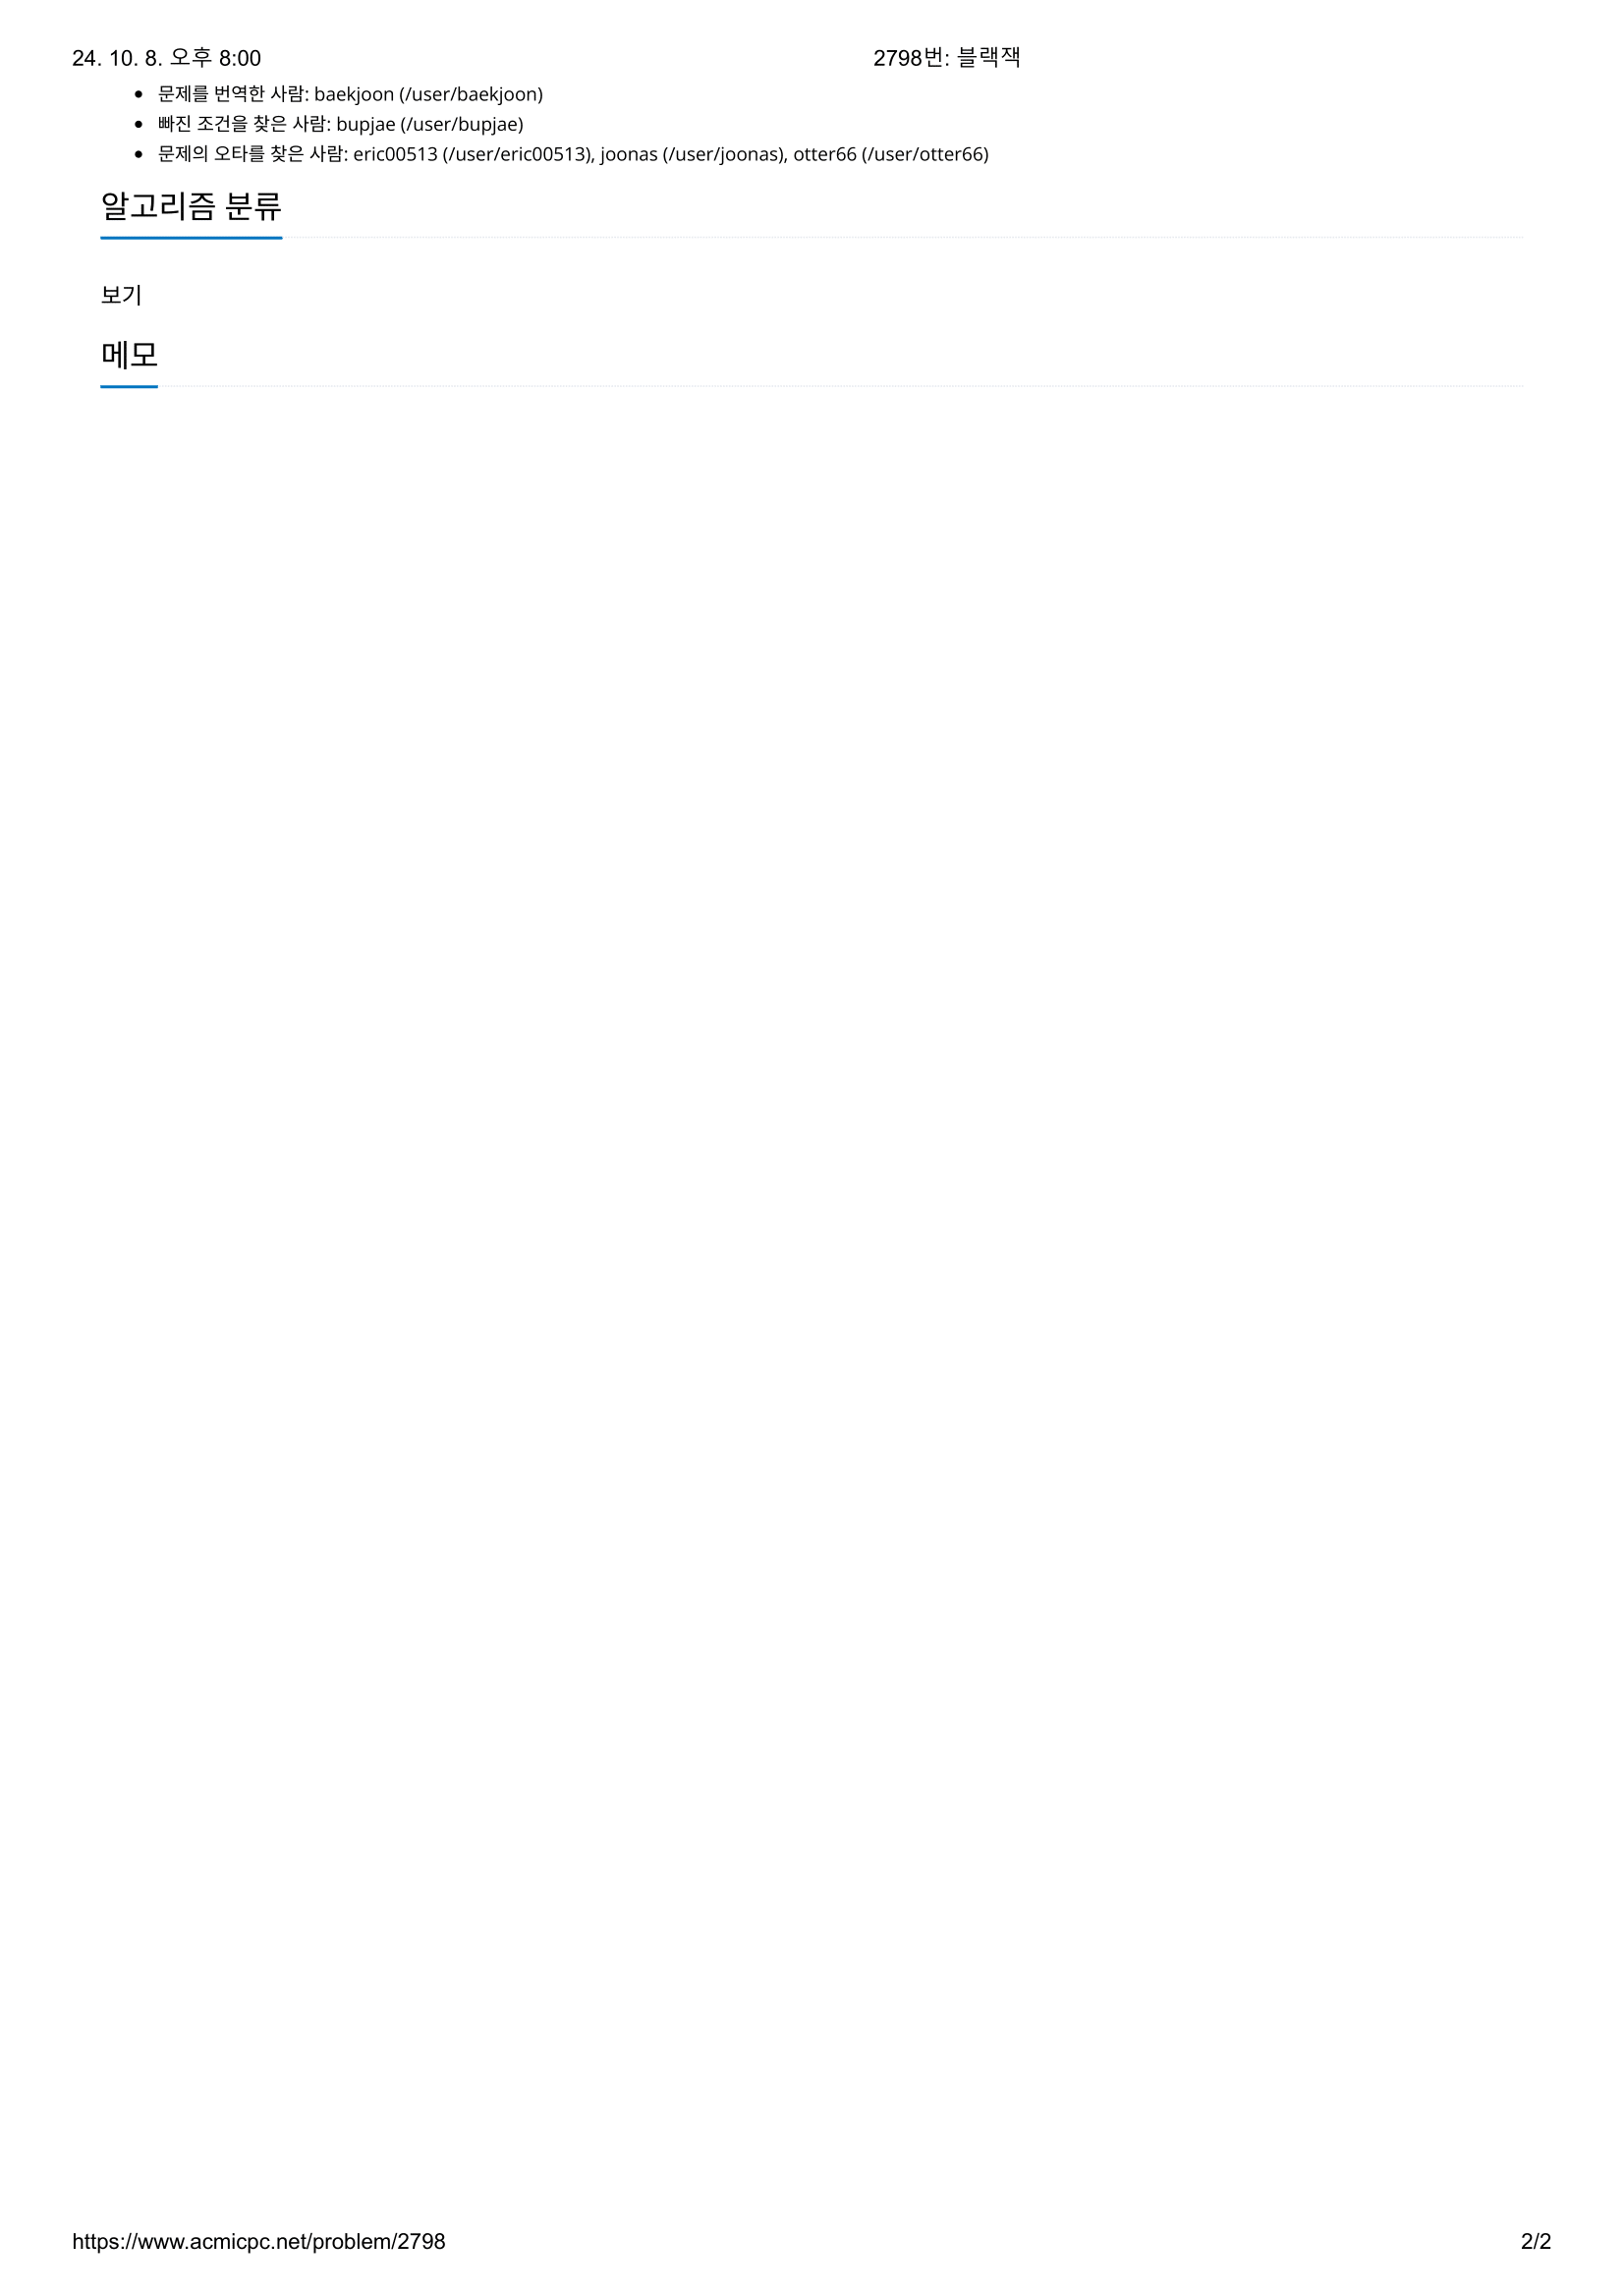 24. 10. 8. 오후 8:00 2798번: 블랙잭
• 문제를 번역한 사람: baekjoon (/user/baekjoon)
• 빠진 조건을 찾은 사람: bupjae (/user/bupjae)
• 문제의 오타를 찾은 사람: eric00513 (/user/eric00513), joonas (/user/joonas), otter66 (/user/otter66)
알고리즘 분류
보기
메모
https://www.acmicpc.net/problem/2798 2/2